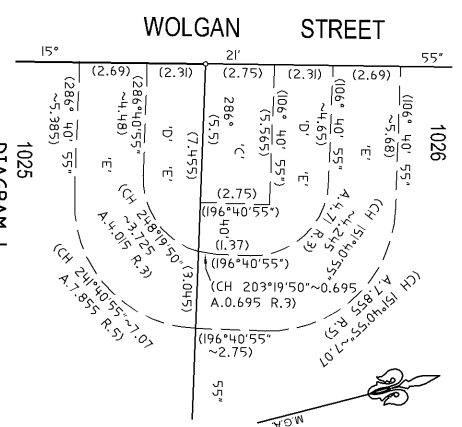 WOLGAN STREET
15° 21' 55"
(2.69) (2.31) (2.75) (2.31) (2.69)
(286° 40' 55" ~5.385)
(286°40'55" ~4.48)
286° 40' 55"
(5.5)
(7.455)
(106° 40' 55" 5.565)
(106° 40' 55" ~4.65)
(106° 40' 55" ~5.68)
'E' 'D' 'E' 'C' 'D' 'E' 'E'
1025
1026
DIAGRAM 1
(2.75)
(196°40'55")
(1.37)
(196°40'55")
(CH 248°19'50" ~3.725
A.4.015 R.3)
(CH 151°40'55" ~4.245
A.4.71 R.3)
(CH 203°19'50"~0.695
A.0.695 R.3)
(3.045)
(CH 241°40'55"~7.07
A.7.855 R.5)
(CH 151°40'55"~7.07
A.7.855 R.5)
(196°40'55"
~2.75)
M.G.A.